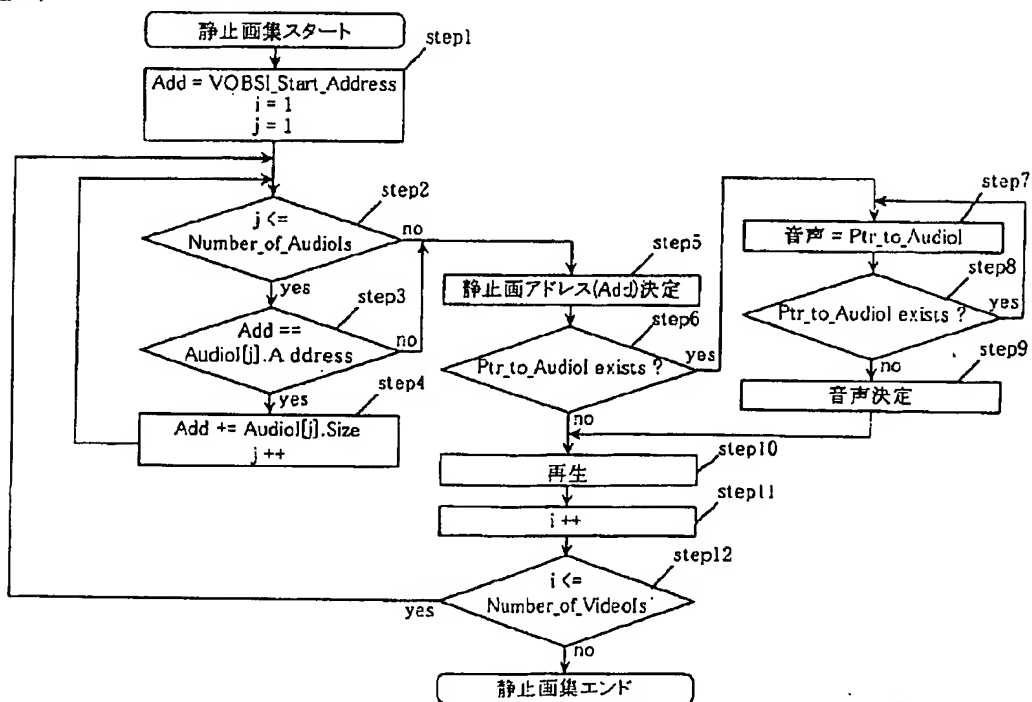 静止画集スタート
step1
Add = VOBSI_Start_Address
i = 1
j = 1
step2
j <=
Number_of_AudioIs
no
yes
step3
Add ==
AudioI[j].A ddress
no
yes
step4
Add += AudioI[j].Size
j ++
step5
静止画アドレス(Add)決定
step6
Ptr_to_AudioI exists ?
yes
no
step7
音声 = Ptr_to_AudioI
step8
Ptr_to_AudioI exists ?
yes
no
step9
音声決定
step10
再生
step11
i ++
step12
i <=
Number_of_VideoIs
yes
no
静止画集エンド